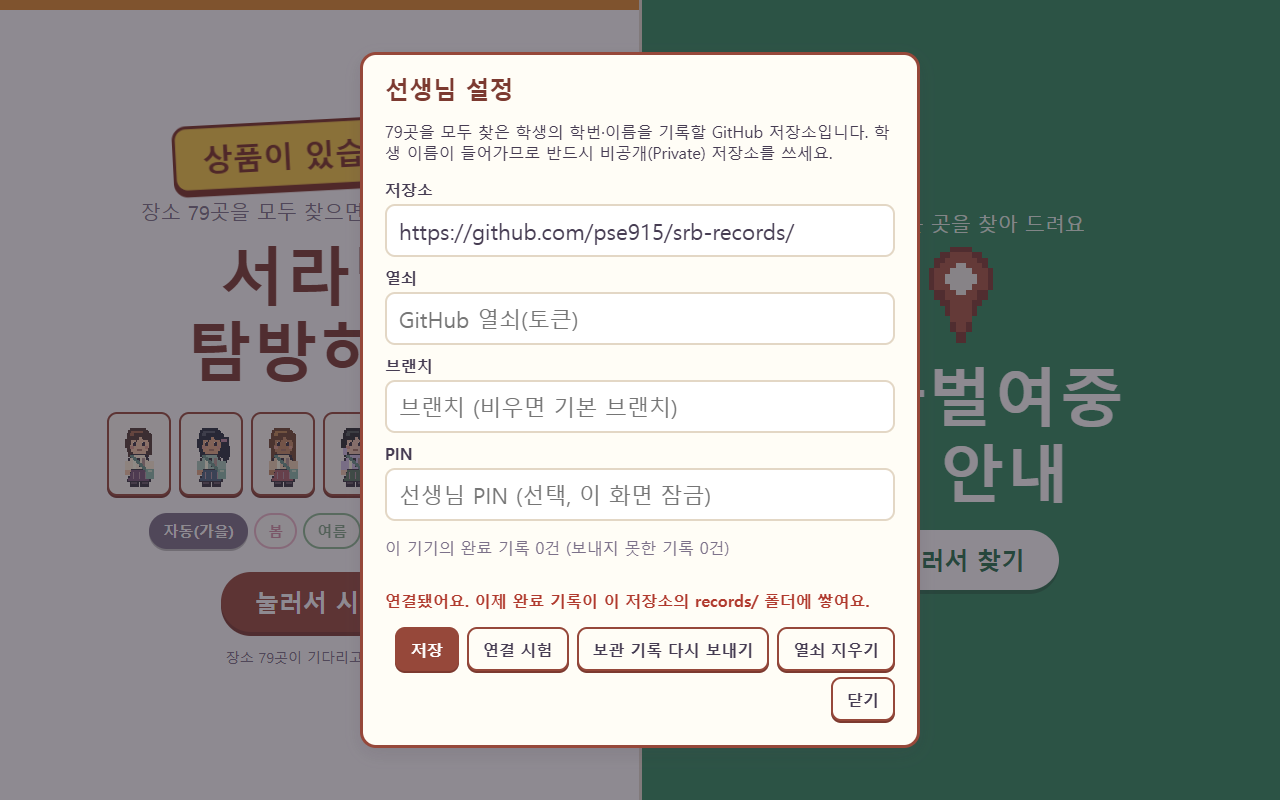 선생님 설정
79곳을 모두 찾은 학생의 학번·이름을 기록할 GitHub 저장소입니다. 학
생 이름이 들어가므로 반드시 비공개(Private) 저장소를 쓰세요.
저장소
https://github.com/pse915/srb-records/
열쇠
GitHub 열쇠(토큰)
브랜치
브랜치 (비우면 기본 브랜치)
PIN
선생님 PIN (선택, 이 화면 잠금)
이 기기의 완료 기록 0건 (보내지 못한 기록 0건)
연결됐어요. 이제 완료 기록이 이 저장소의 records/ 폴더에 쌓여요.
저장
연결 시험
보관 기록 다시 보내기
열쇠 지우기
닫기
상품이 있습
장소 79곳을 모두 찾으면
서라
탐방하
자동(가을)
봄
여름
눌러서 시
장소 79곳이 기다리고
곳을 찾아 드려요
벌여중
안내
러서 찾기